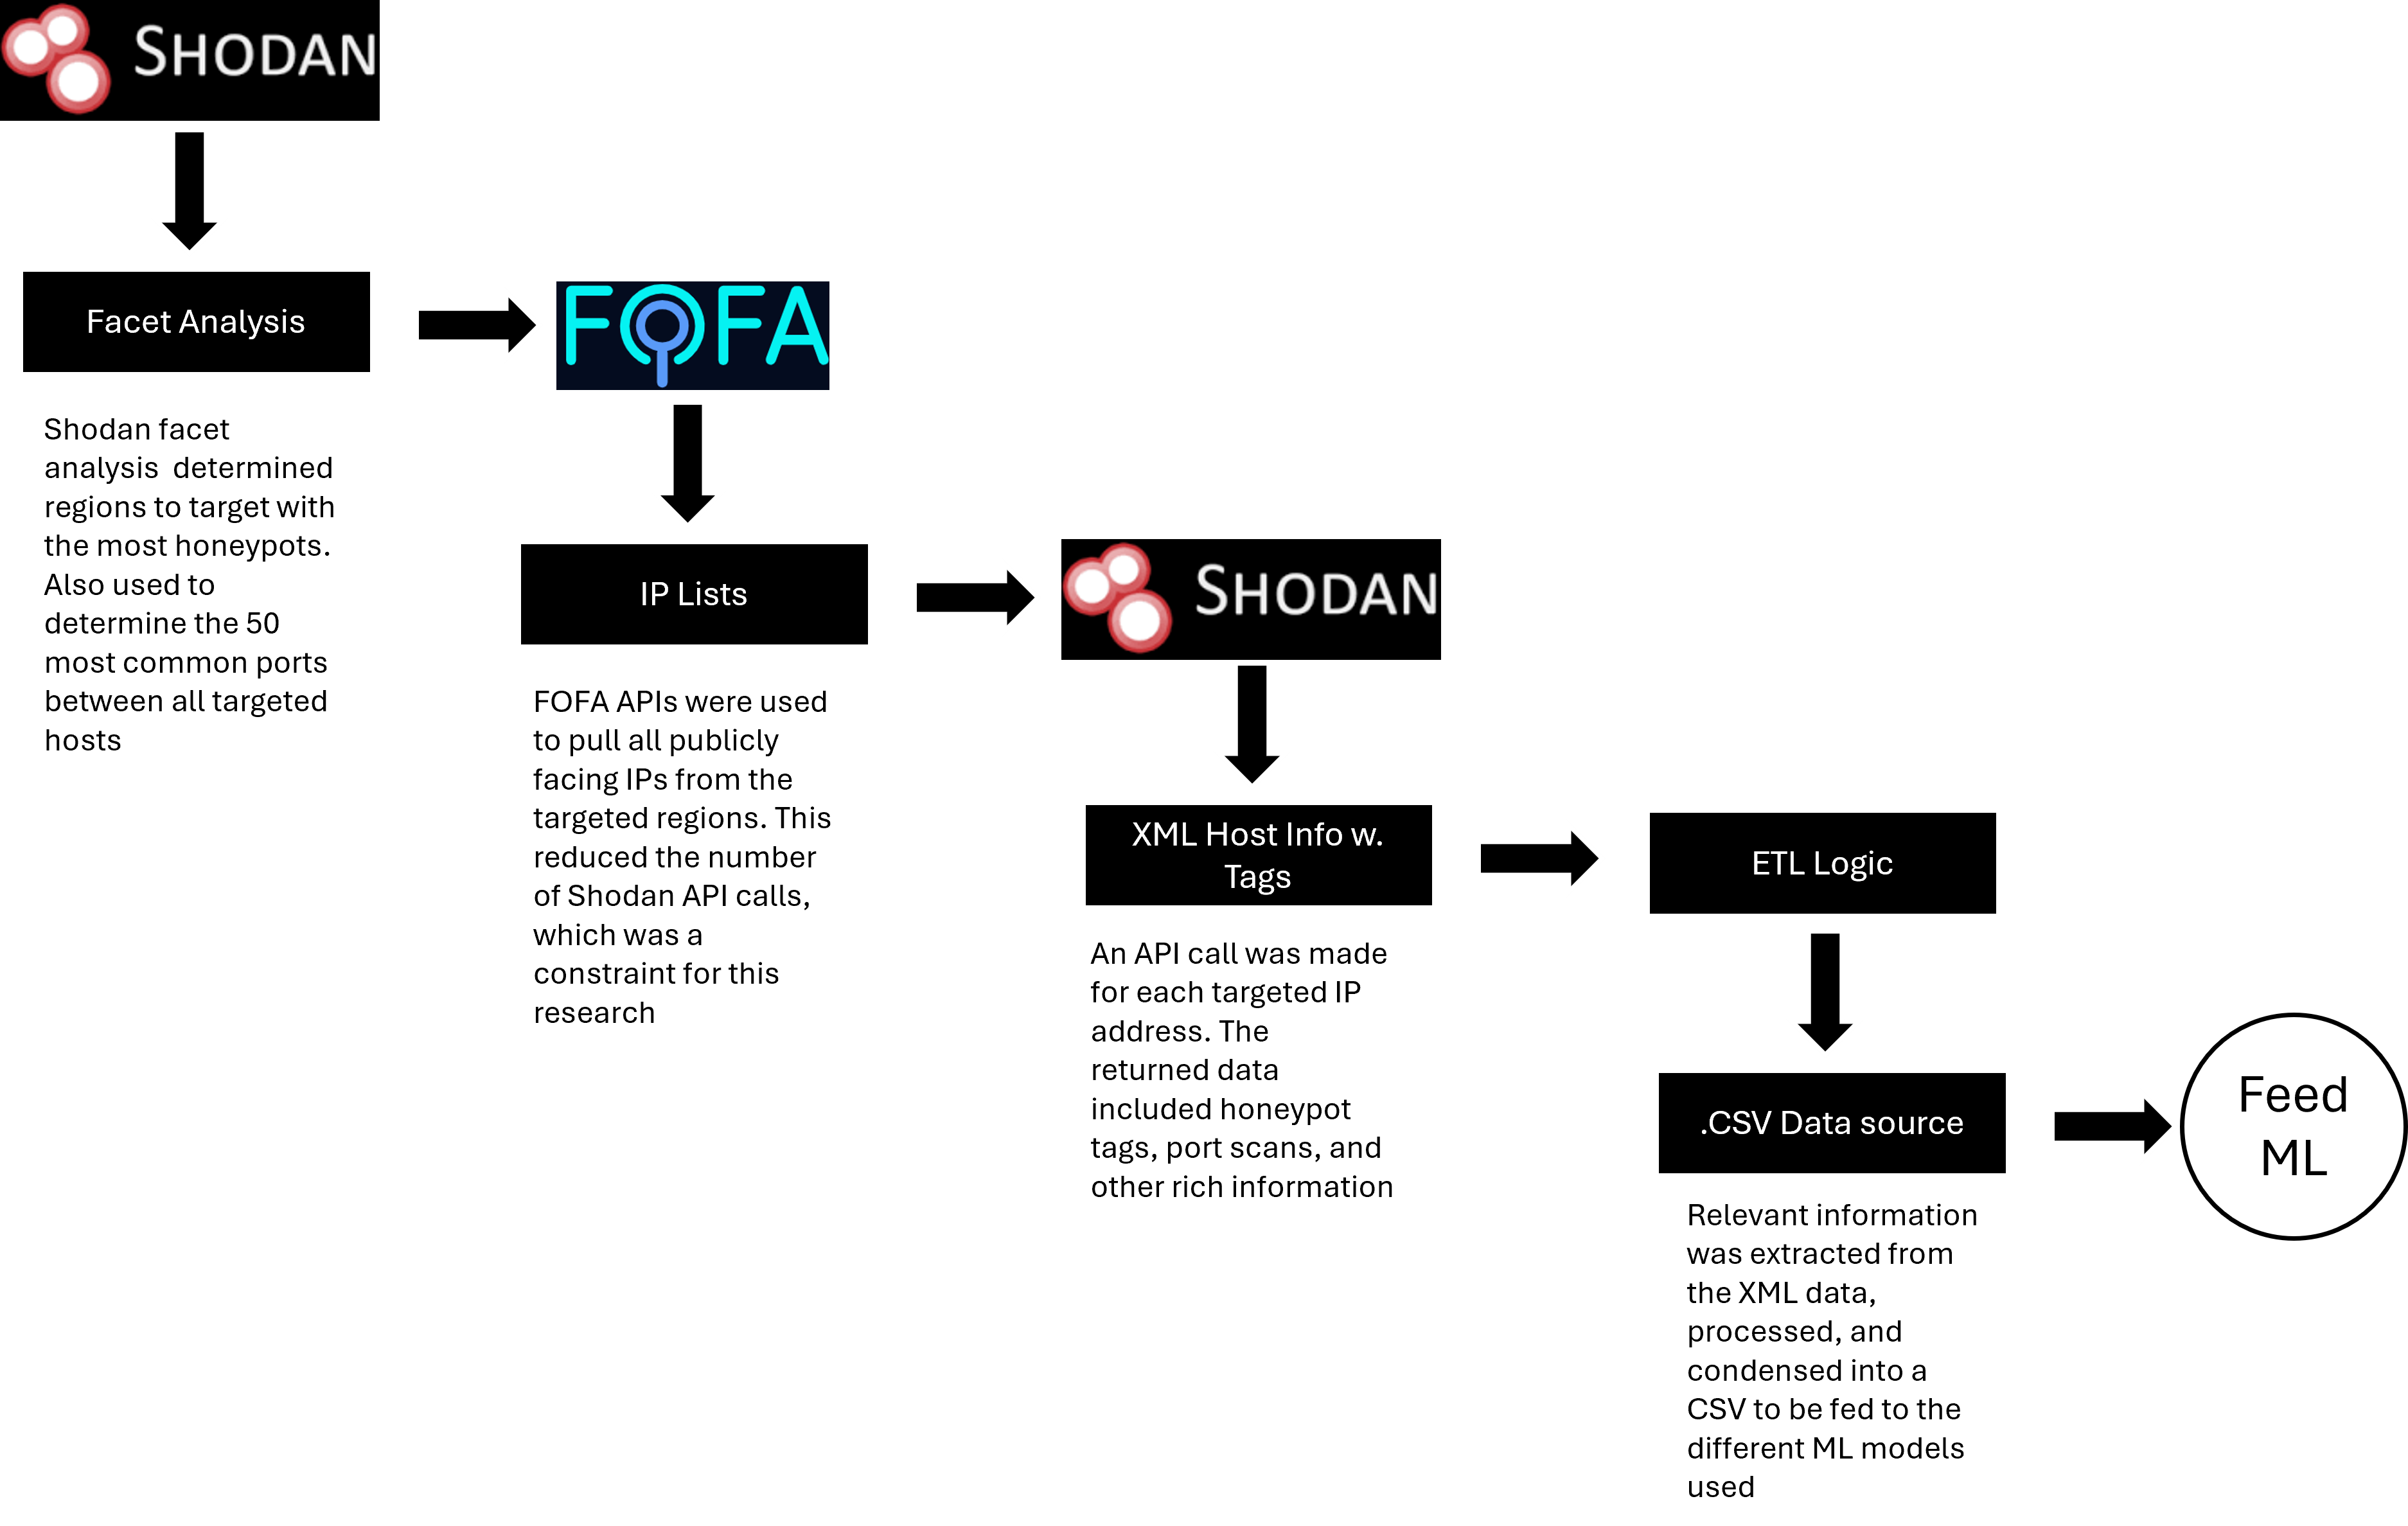 SHODAN
Facet Analysis
Shodan facet
analysis  determined
regions to target with
the most honeypots.
Also used to
determine the 50
most common ports
between all targeted
hosts
FOFA
IP Lists
FOFA APIs were used
to pull all publicly
facing IPs from the
targeted regions. This
reduced the number
of Shodan API calls,
which was a
constraint for this
research
SHODAN
XML Host Info w.
Tags
An API call was made
for each targeted IP
address. The
returned data
included honeypot
tags, port scans, and
other rich information
ETL Logic
.CSV Data source
Relevant information
was extracted from
the XML data,
processed, and
condensed into a
CSV to be fed to the
different ML models
used
Feed
ML